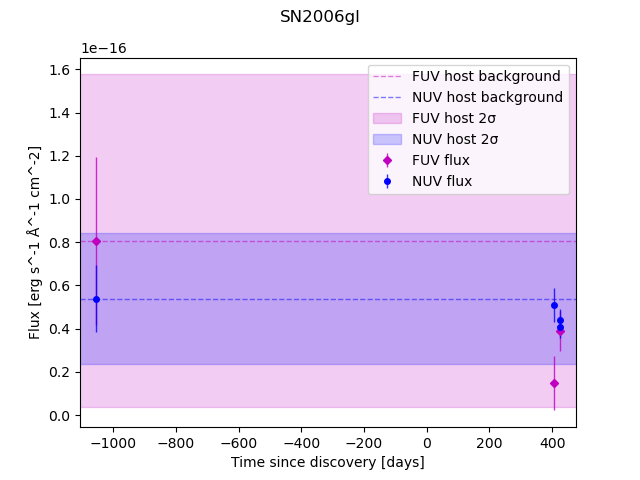 SN2006gl
1e−16
FUV host background
NUV host background
FUV host 2σ
NUV host 2σ
FUV flux
NUV flux
1.6
1.4
1.2
1.0
0.8
0.6
0.4
0.2
0.0
Flux [erg s^-1 Å^-1 cm^-2]
−1000 −800 −600 −400 −200 0 200 400
Time since discovery [days]